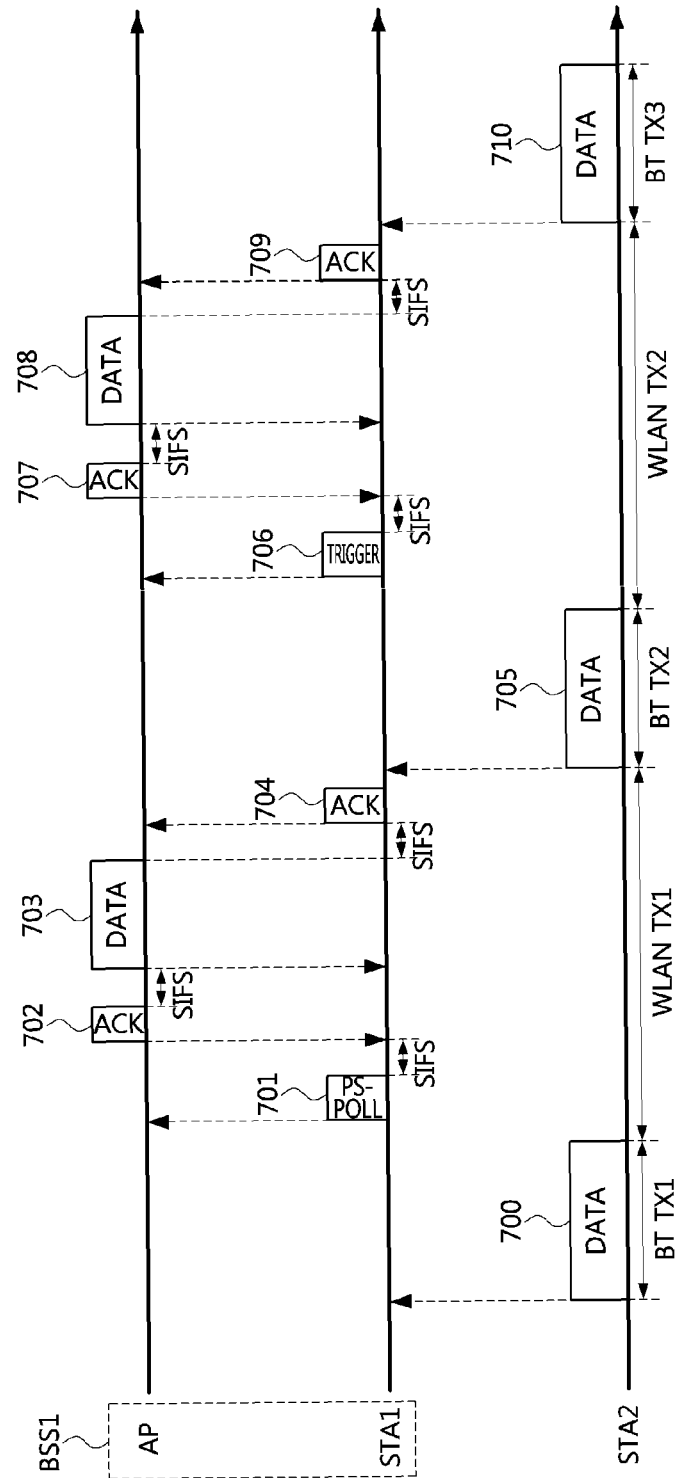 BSS1
AP
702
ACK
SIFS
703
DATA
707
ACK
SIFS
708
DATA
STA1
701
PS-
POLL
SIFS
SIFS
704
ACK
706
TRIGGER
SIFS
SIFS
709
ACK
STA2
700
DATA
BT TX1
WLAN TX1
705
DATA
BT TX2
WLAN TX2
710
DATA
BT TX3